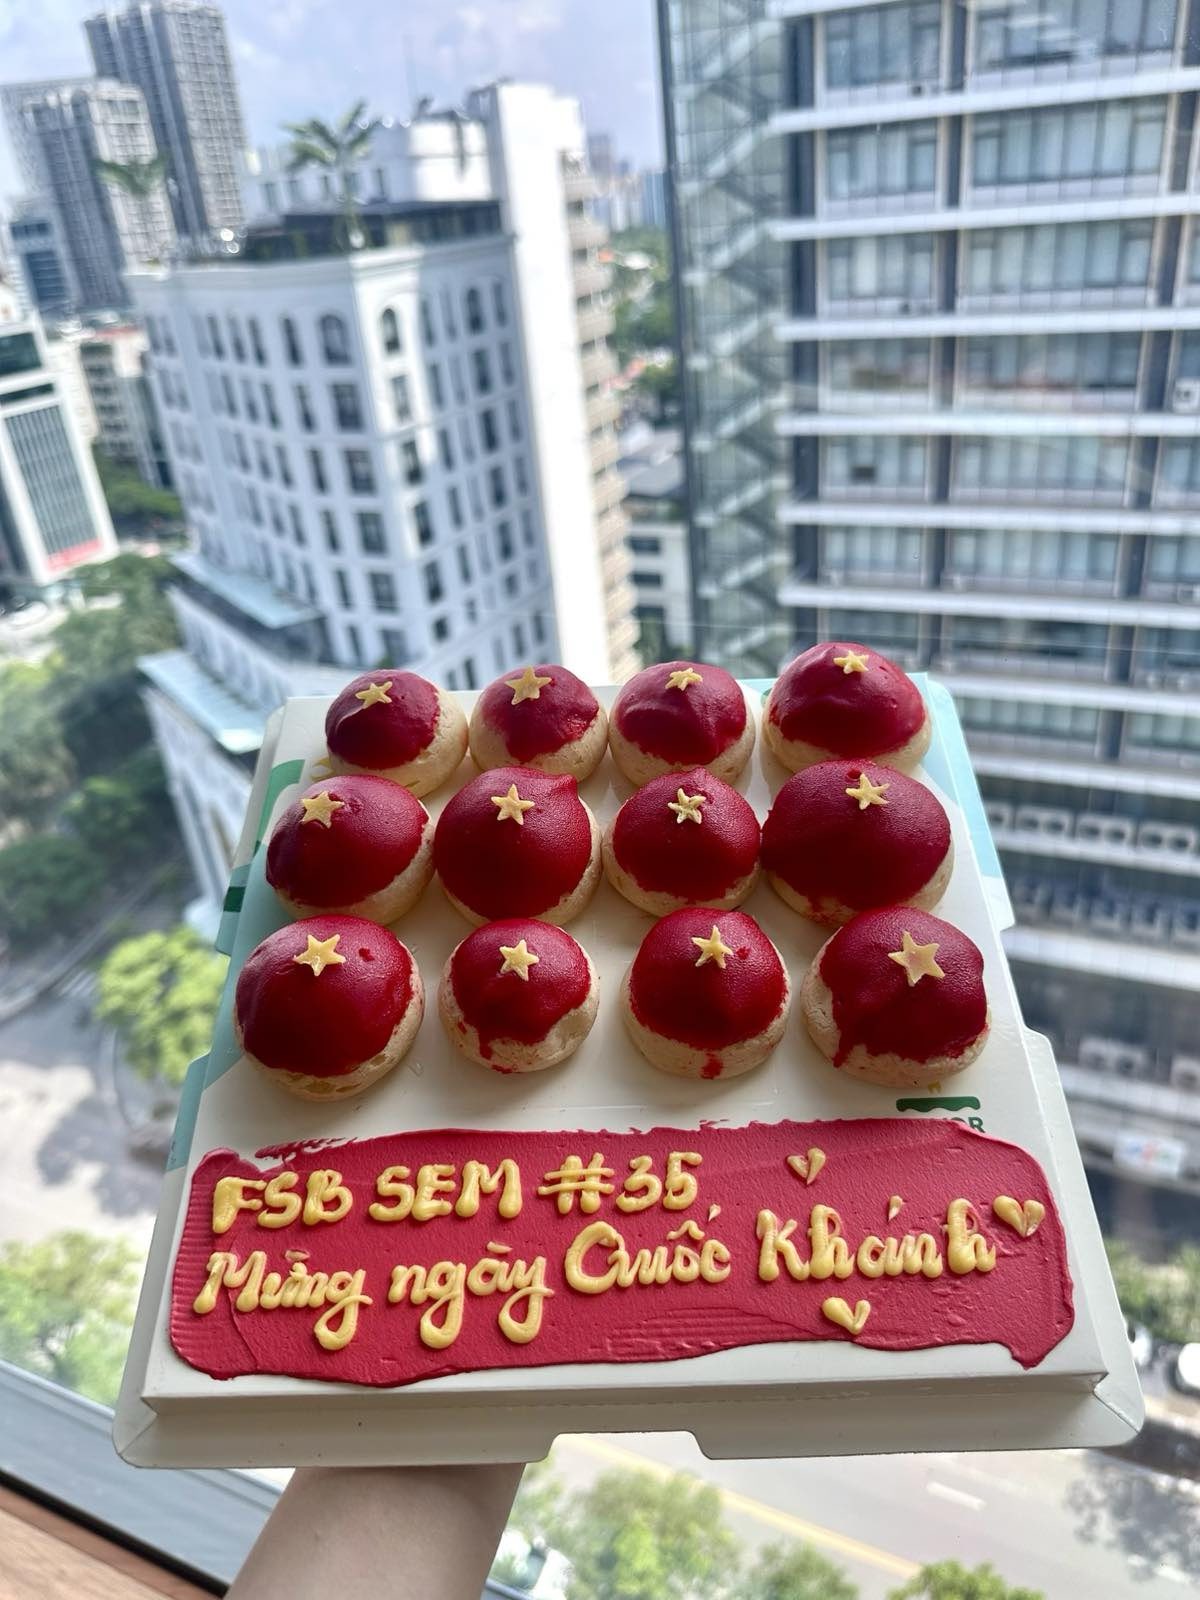 FSB SEM #35
Mừng ngày Quốc Khánh